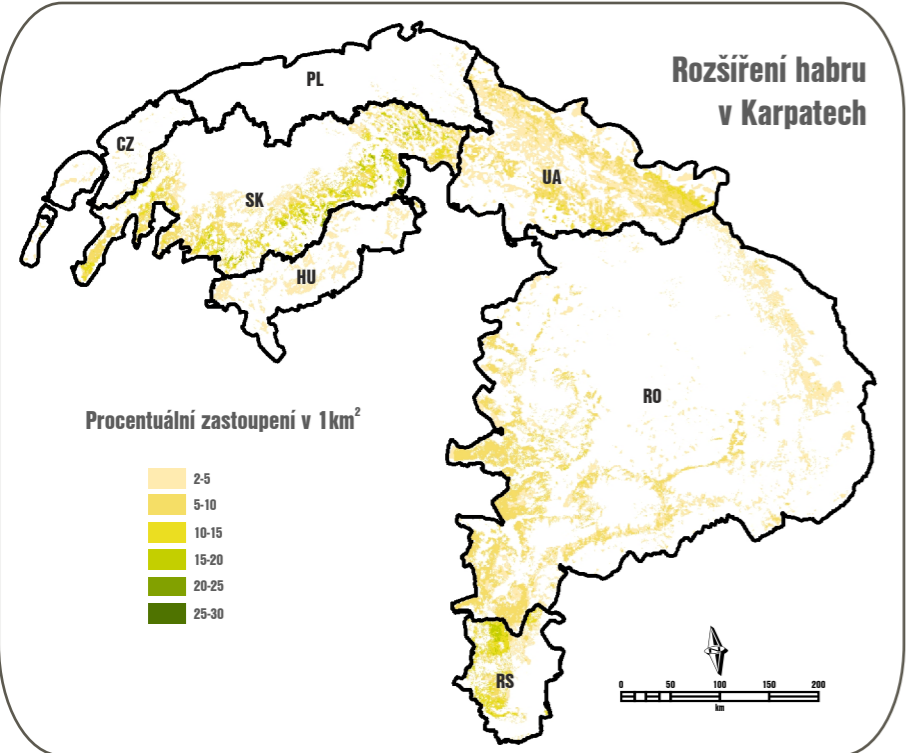 Rozšíření habru
v Karpatech
PL
CZ
SK
UA
HU
RO
RS
Procentuální zastoupení v 1km²
2-5
5-10
10-15
15-20
20-25
25-30
0 50 100 150 200
km